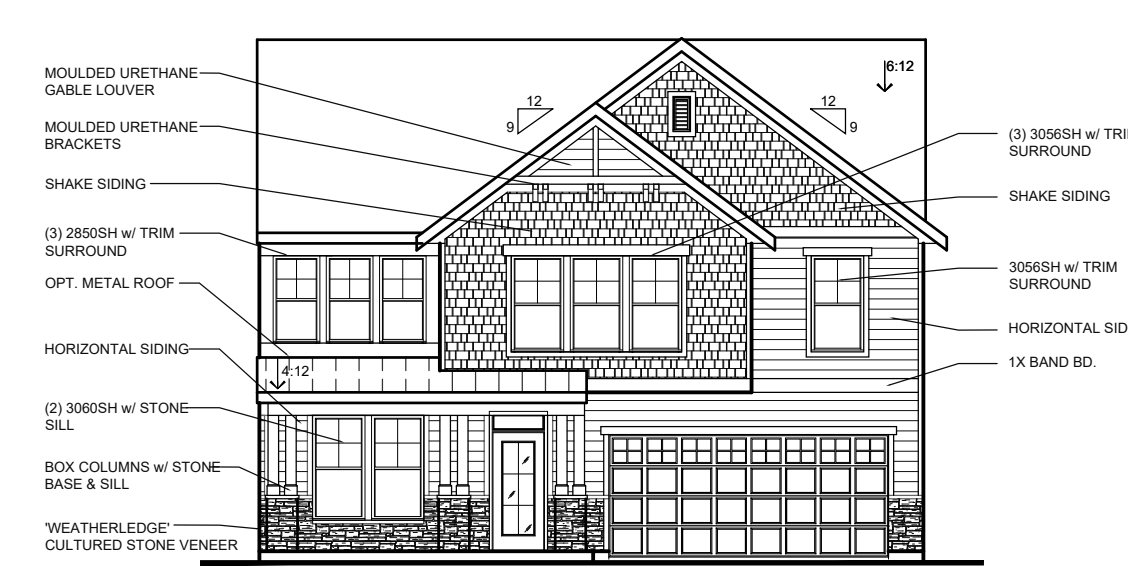 MOULDED URETHANE
GABLE LOUVER
MOULDED URETHANE
BRACKETS
SHAKE SIDING
(3) 2850SH w/ TRIM
SURROUND
OPT. METAL ROOF
HORIZONTAL SIDING
(2) 3060SH w/ STONE
SILL
BOX COLUMNS w/ STONE
BASE & SILL
'WEATHERLEDGE'
CULTURED STONE VENEER
12
9
12
9
6:12
4:12
(3) 3056SH w/
SURROUND
SHAKE SIDING
3056SH w/ TRIM
SURROUND
HORIZONTAL
1X BAND BD.